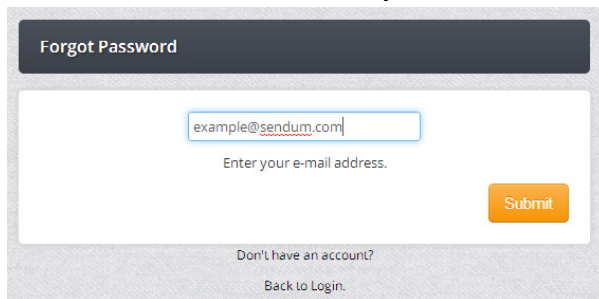 Forgot Password
example@sendum.com
Enter your e-mail address.
Submit
Don't have an account?
Back to Login.